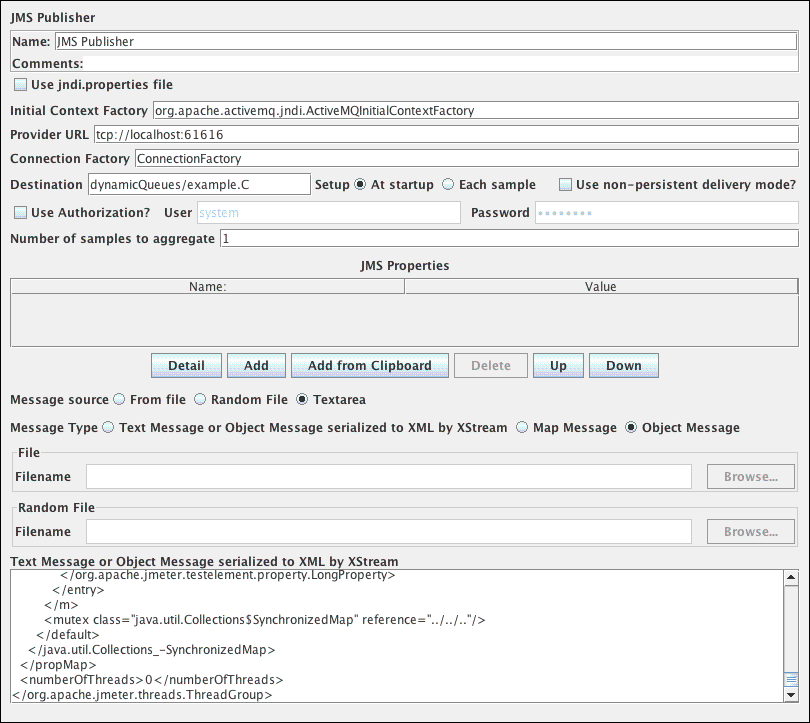 JMS Publisher
Name: JMS Publisher
Comments:
Use jndi.properties file
Initial Context Factory org.apache.activemq.jndi.ActiveMQInitialContextFactory
Provider URL tcp://localhost:61616
Connection Factory ConnectionFactory
Destination dynamicQueues/example.C Setup At startup Each sample Use non-persistent delivery mode?
Use Authorization? User system Password ••••••••
Number of samples to aggregate 1
JMS Properties
Name: Value
Detail Add Add from Clipboard Delete Up Down
Message source From file Random File Textarea
Message Type Text Message or Object Message serialized to XML by XStream Map Message Object Message
File
Filename Browse...
Random File
Filename Browse...
Text Message or Object Message serialized to XML by XStream
</org.apache.jmeter.testelement.property.LongProperty>
</entry>
</m>
<mutex class="java.util.Collections$SynchronizedMap" reference="../../.."/>
</default>
</java.util.Collections_-SynchronizedMap>
</propMap>
<numberOfThreads>0</numberOfThreads>
</org.apache.jmeter.threads.ThreadGroup>